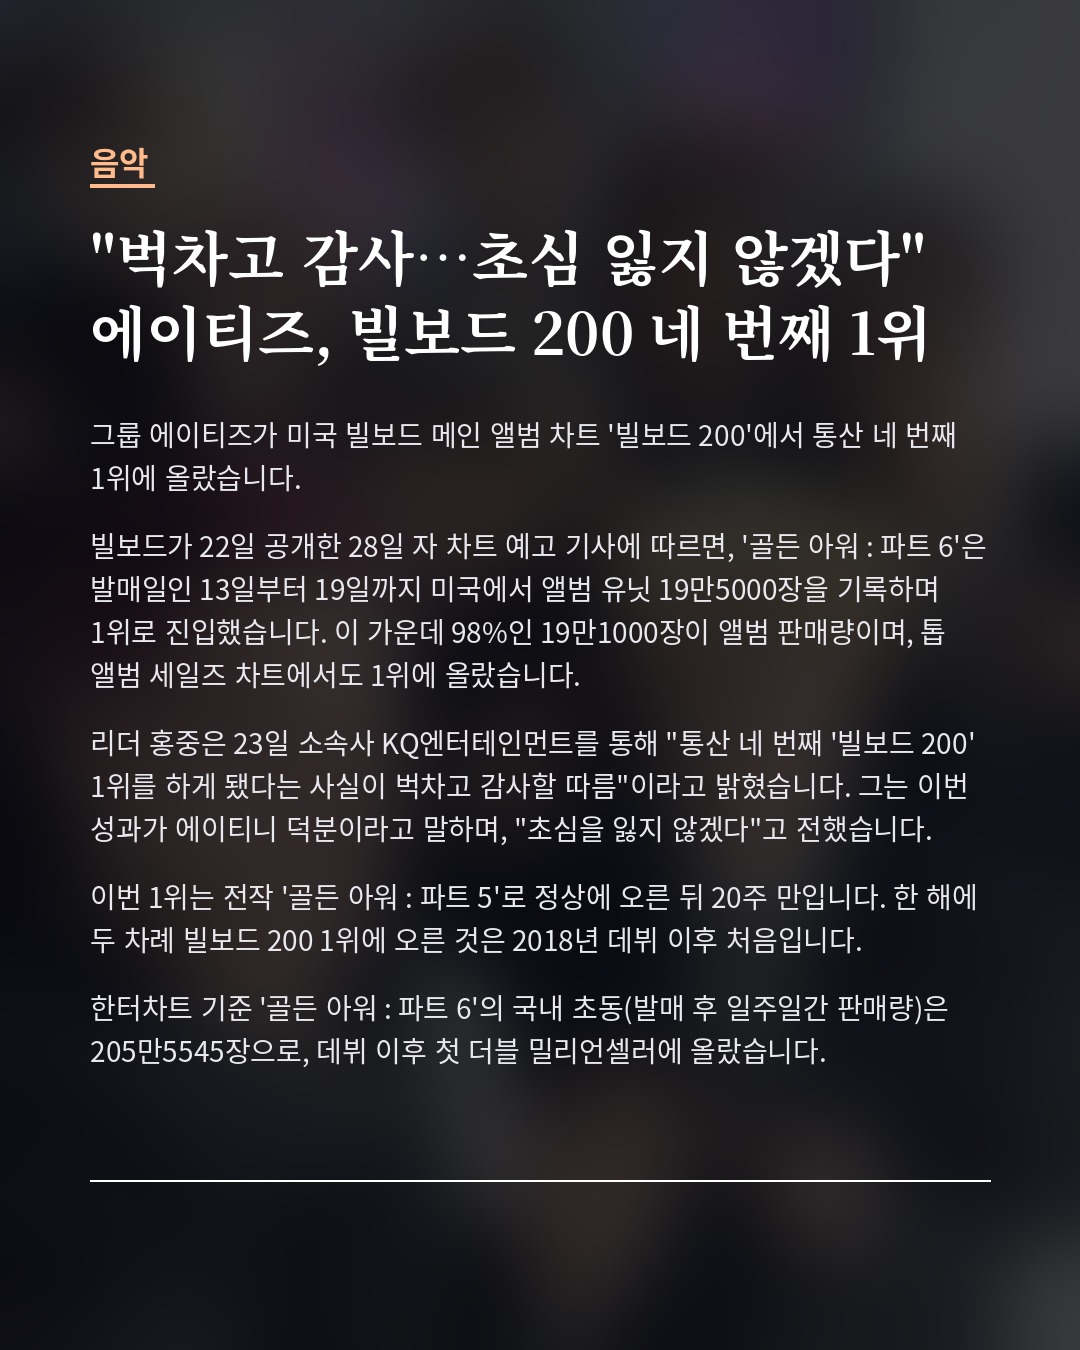 음악
"벅차고 감사…초심 잃지 않겠다"
에이티즈, 빌보드 200 네 번째 1위
그룹 에이티즈가 미국 빌보드 메인 앨범 차트 '빌보드 200'에서 통산 네 번째
1위에 올랐습니다.
빌보드가 22일 공개한 28일 자 차트 예고 기사에 따르면, '골든 아워 : 파트 6'은
발매일인 13일부터 19일까지 미국에서 앨범 유닛 19만5000장을 기록하며
1위로 진입했습니다. 이 가운데 98%인 19만1000장이 앨범 판매량이며, 톱
앨범 세일즈 차트에서도 1위에 올랐습니다.
리더 홍중은 23일 소속사 KQ엔터테인먼트를 통해 "통산 네 번째 '빌보드 200'
1위를 하게 됐다는 사실이 벅차고 감사할 따름"이라고 밝혔습니다. 그는 이번
성과가 에이티니 덕분이라고 말하며, "초심을 잃지 않겠다"고 전했습니다.
이번 1위는 전작 '골든 아워 : 파트 5'로 정상에 오른 뒤 20주 만입니다. 한 해에
두 차례 빌보드 200 1위에 오른 것은 2018년 데뷔 이후 처음입니다.
한터차트 기준 '골든 아워 : 파트 6'의 국내 초동(발매 후 일주일간 판매량)은
205만5545장으로, 데뷔 이후 첫 더블 밀리언셀러에 올랐습니다.